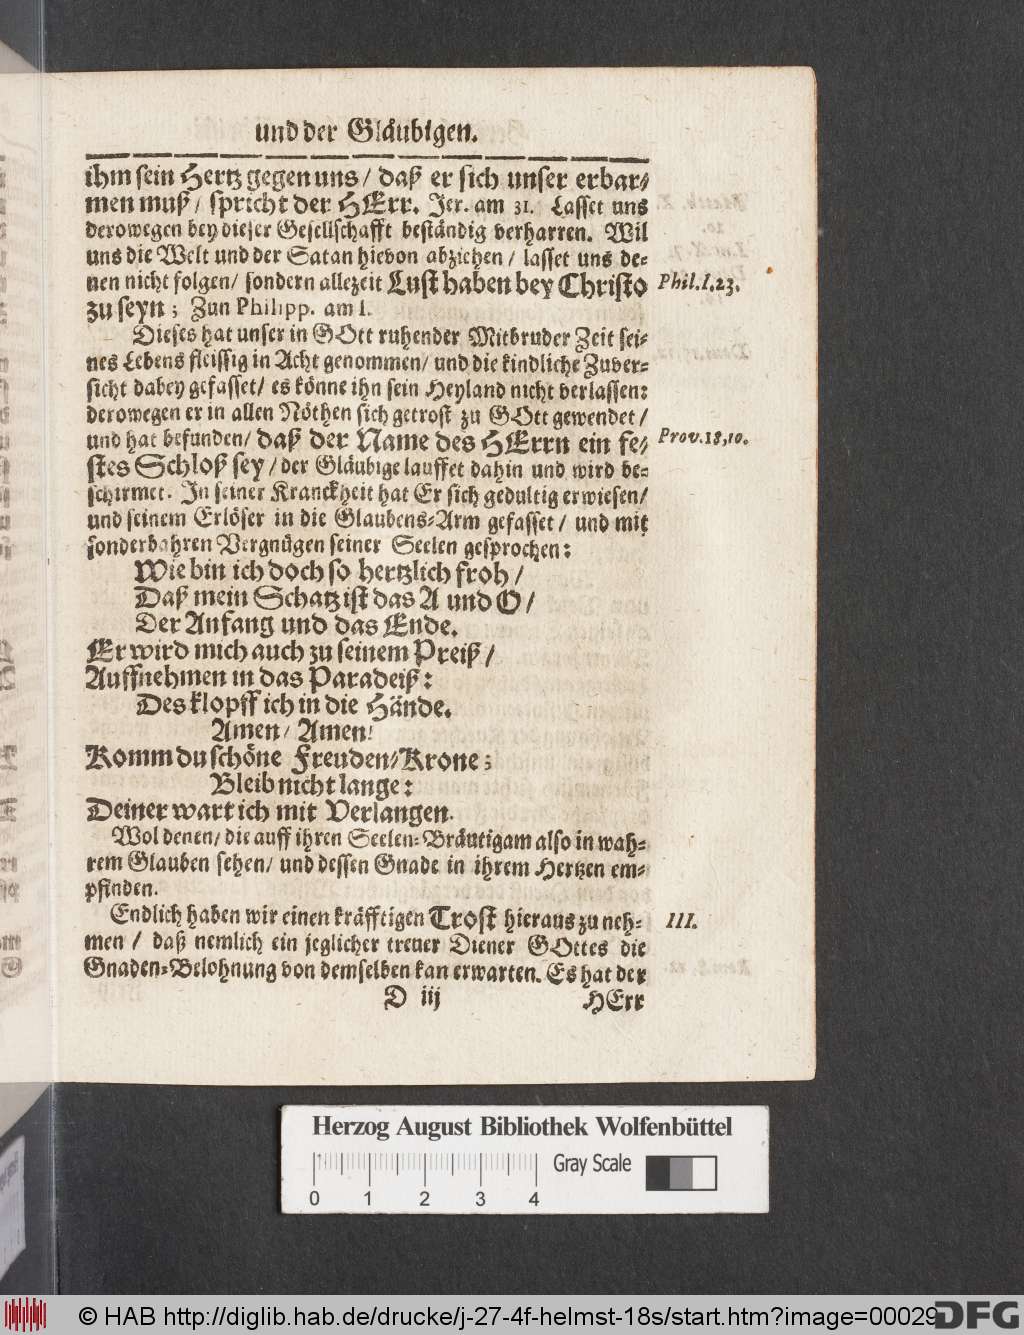 und der Gläubigen.
ihm sein Hertz gegen uns / daß er sich unser erbar-
men muß / spricht der HErr. Jer. am 31. Lasset uns
derowegen bey dieser Gesellschafft beständig verharren. Wil
uns die Welt und der Satan hievon abziehen / lasset uns de-
nen nicht folgen / sondern allezeit Lust haben bey Christo
Phil. I. 23.
zu seyn; Zun Philipp. am I.
Dieses hat unser in GOtt ruhender Mitbruder Zeit sei-
nes Lebens fleissig in Acht genommen / und die kindliche Zuver-
sicht dabey gefasset / es könne ihn sein Heyland nicht verlassen:
derowegen er in allen Nöthen sich getrost zu GOtt gewendet /
und hat befunden / daß der Name des HErrn ein fe-
Prov. 18, 10.
stes Schloß sey / der Gläubige lauffet dahin und wird be-
schirmet. In seiner Kranckheit hat Er sich gedultig erwiesen /
und seinem Erlöser in die Glaubens-Arm gefasset / und mit
sonderbahren Vergnügen seiner Seelen gesprochen:
Wie bin ich doch so hertzlich froh /
Daß mein Schatz ist das A und O /
Der Anfang und das Ende.
Er wird mich auch zu seinem Preiß /
Auffnehmen in das Paradeiß:
Des klopff ich in die Hände.
Amen / Amen!
Komm du schöne Freuden-Krone;
Bleib nicht lange:
Deiner wart ich mit Verlangen.
Wol denen / die auff ihren Seelen-Bräutigam also in wah-
rem Glauben sehen / und dessen Gnade in ihrem Hertzen em-
pfinden.
Endlich haben wir einen kräfftigen Trost hieraus zu neh-
III.
men / daß nemlich ein jeglicher treuer Diener GOttes die
Gnaden-Belohnung von demselben kan erwarten. Es hat der
D iij
HErr
Herzog August Bibliothek Wolfenbüttel
Gray Scale
0 1 2 3 4
© HAB http://diglib.hab.de/drucke/j-27-4f-helmst-18s/start.htm?image=00029
DFG